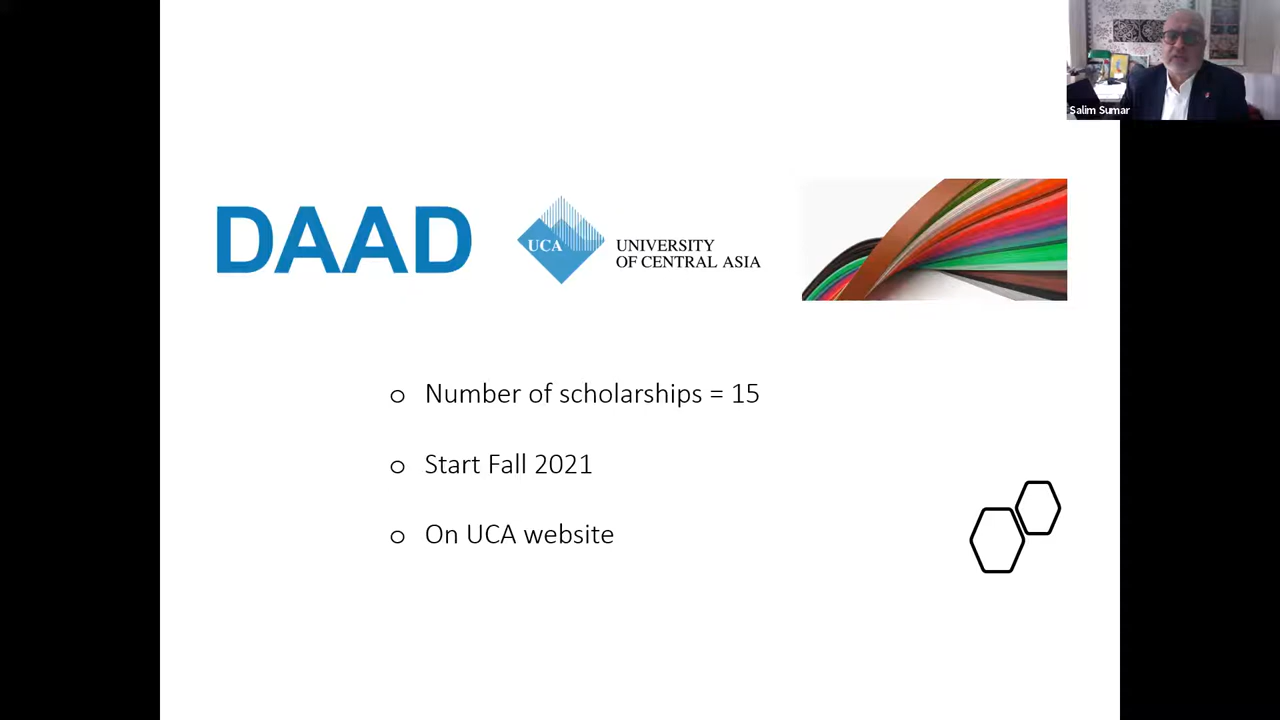 Salim Sumar
DAAD
UCA
UNIVERSITY
OF CENTRAL ASIA
o Number of scholarships = 15
o Start Fall 2021
o On UCA website